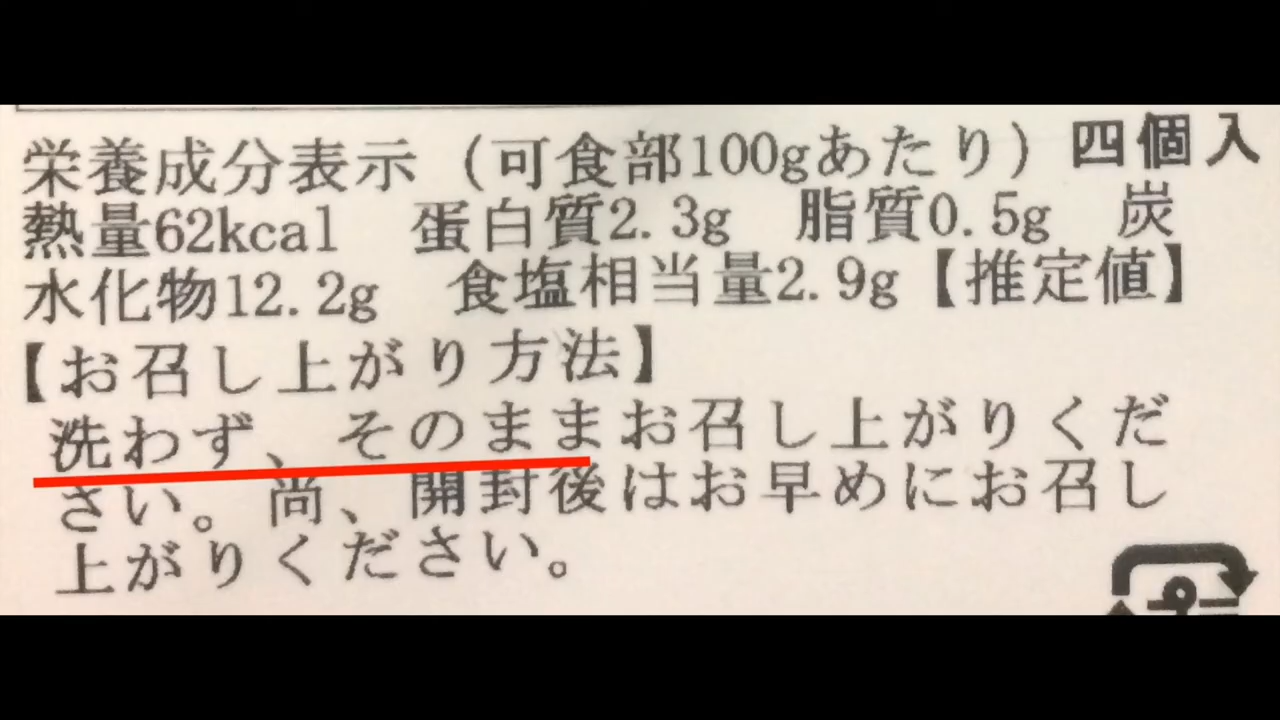 栄養成分表示（可食部100gあたり）四個入
熱量62kcal　蛋白質2.3g　脂質0.5g　炭
水化物12.2g　食塩相当量2.9g【推定値】
【お召し上がり方法】
洗わず、そのままお召し上がりくだ
さい。尚、開封後はお早めにお召し
上がりください。